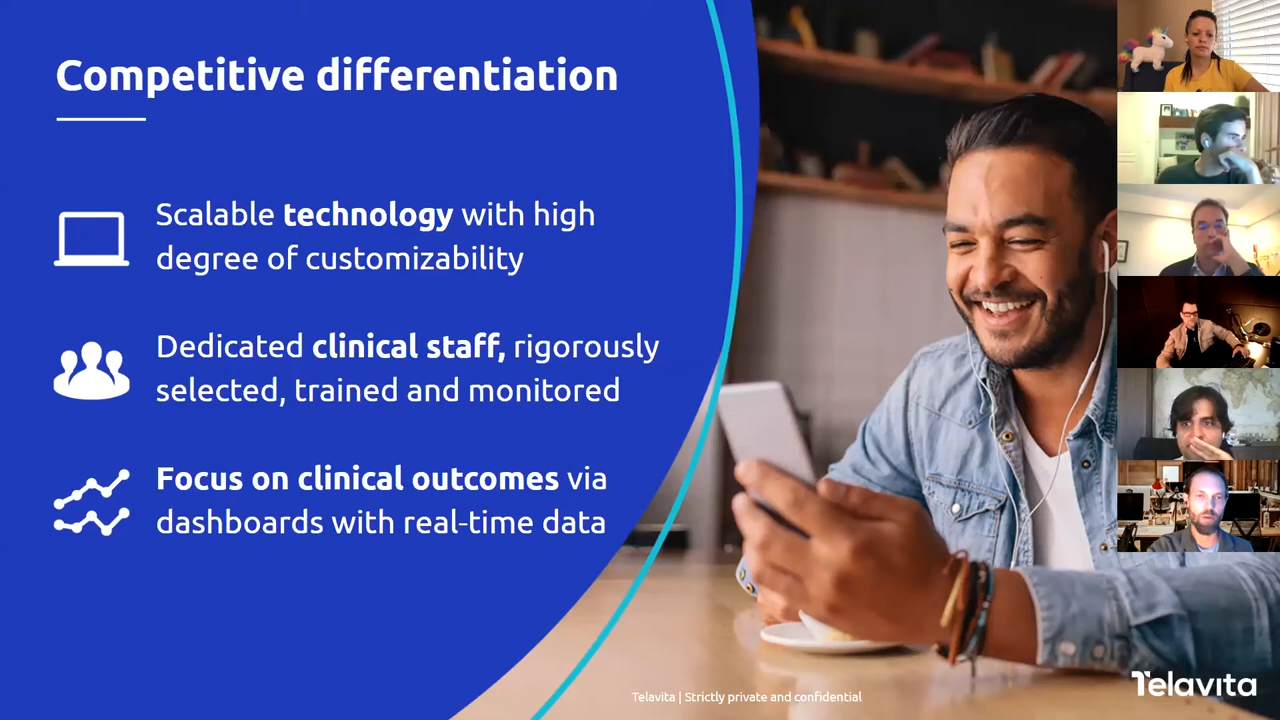 Competitive differentiation
Scalable technology with high
degree of customizability
Dedicated clinical staff, rigorously
selected, trained and monitored
Focus on clinical outcomes via
dashboards with real-time data
Telavita | Strictly private and confidential
Telavita